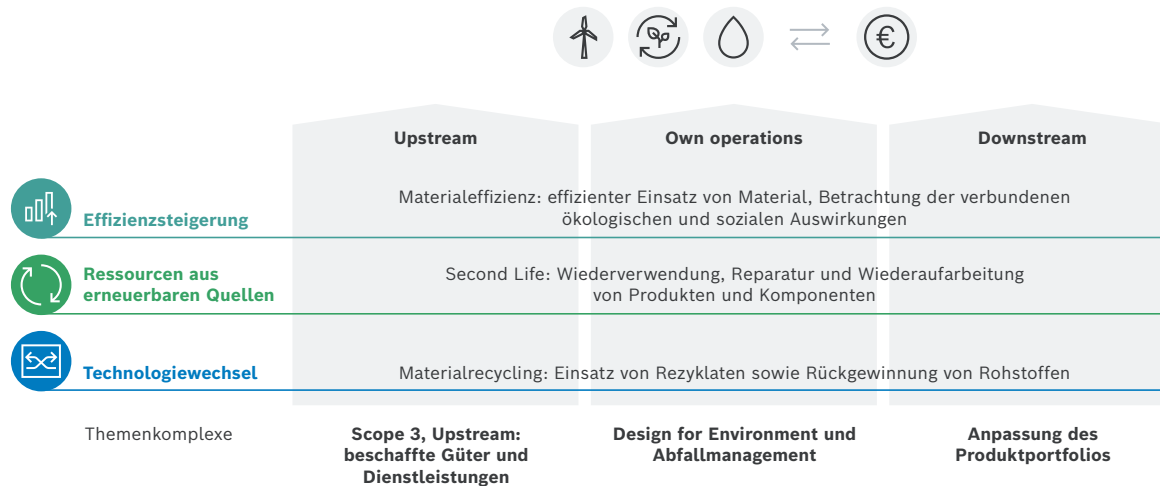 €
Upstream
Own operations
Downstream
Effizienzsteigerung
Materialeffizienz: effizienter Einsatz von Material, Betrachtung der verbundenen
ökologischen und sozialen Auswirkungen
Ressourcen aus
erneuerbaren Quellen
Second Life: Wiederverwendung, Reparatur und Wiederaufarbeitung
von Produkten und Komponenten
Technologiewechsel
Materialrecycling: Einsatz von Rezyklaten sowie Rückgewinnung von Rohstoffen
Themenkomplexe
Scope 3, Upstream:
beschaffte Güter und
Dienstleistungen
Design for Environment und
Abfallmanagement
Anpassung des
Produktportfolios